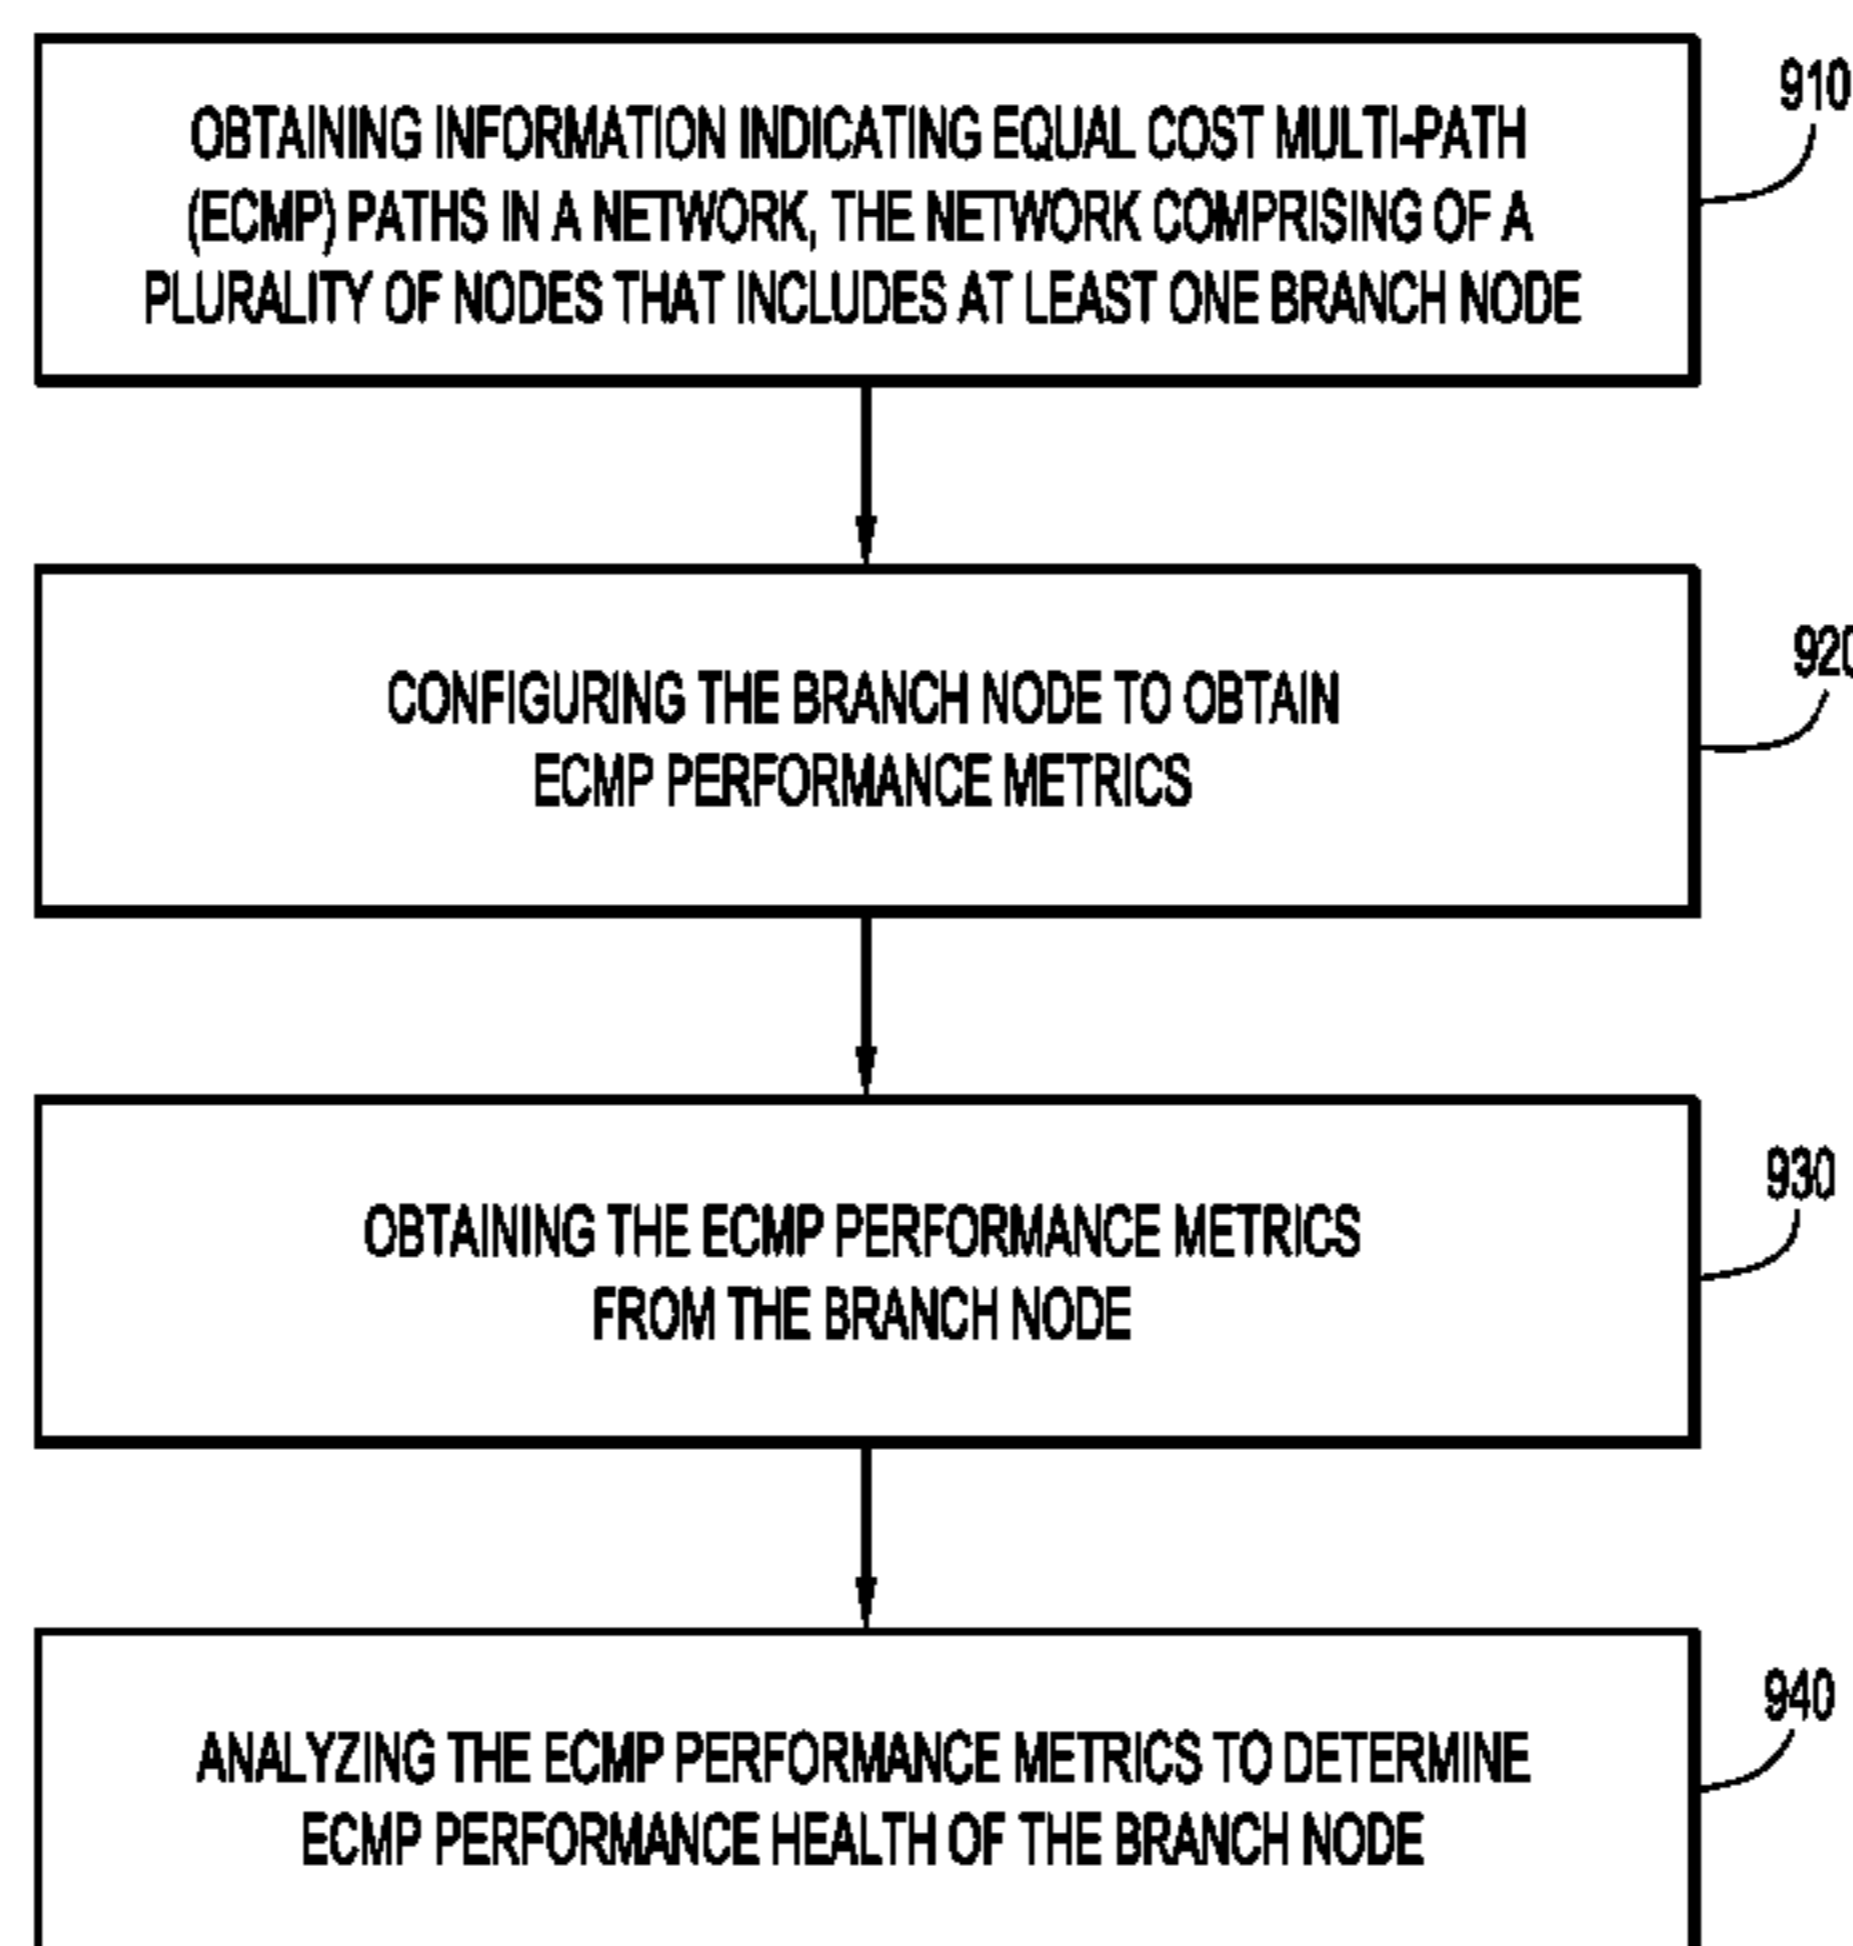 910
OBTAINING INFORMATION INDICATING EQUAL COST MULTI-PATH
(ECMP) PATHS IN A NETWORK, THE NETWORK COMPRISING OF A
PLURALITY OF NODES THAT INCLUDES AT LEAST ONE BRANCH NODE
920
CONFIGURING THE BRANCH NODE TO OBTAIN
ECMP PERFORMANCE METRICS
930
OBTAINING THE ECMP PERFORMANCE METRICS
FROM THE BRANCH NODE
940
ANALYZING THE ECMP PERFORMANCE METRICS TO DETERMINE
ECMP PERFORMANCE HEALTH OF THE BRANCH NODE